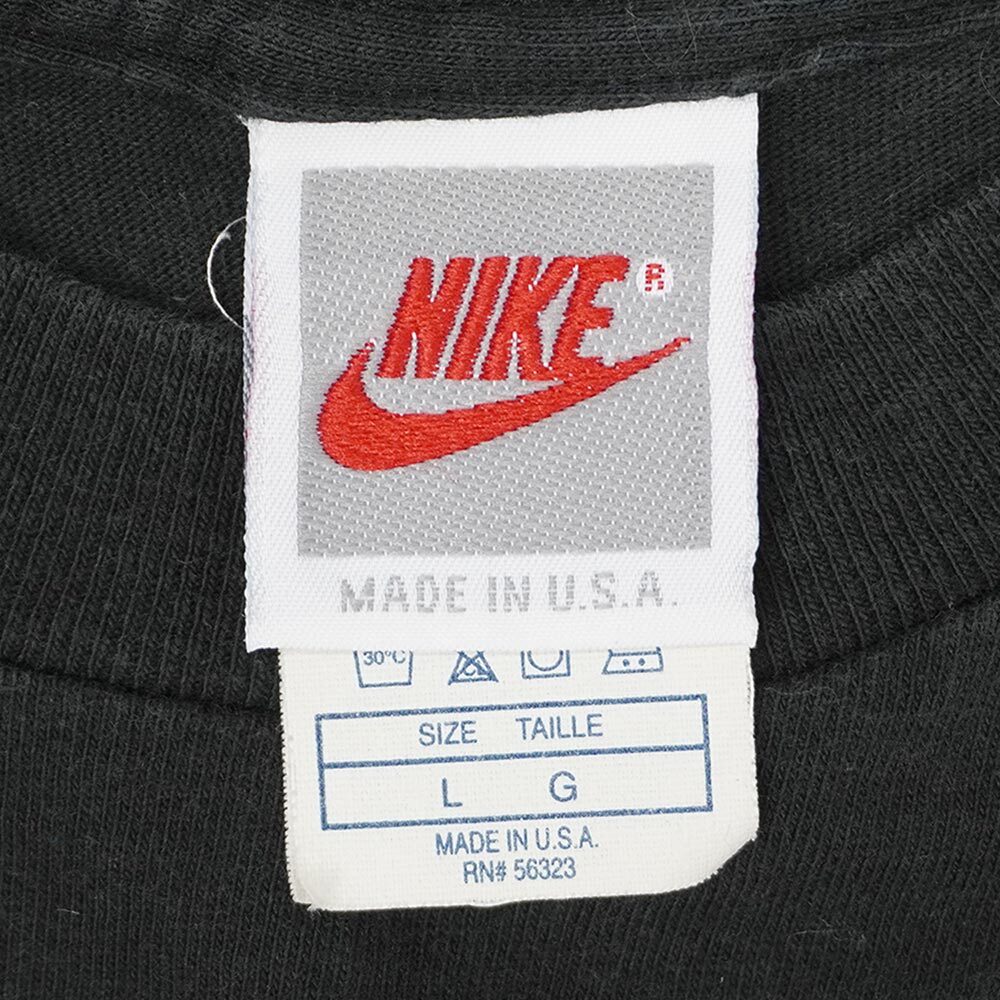 NIKE ®
MADE IN U.S.A.
30°C
SIZE TAILLE
L G
MADE IN U.S.A.
RN# 56323